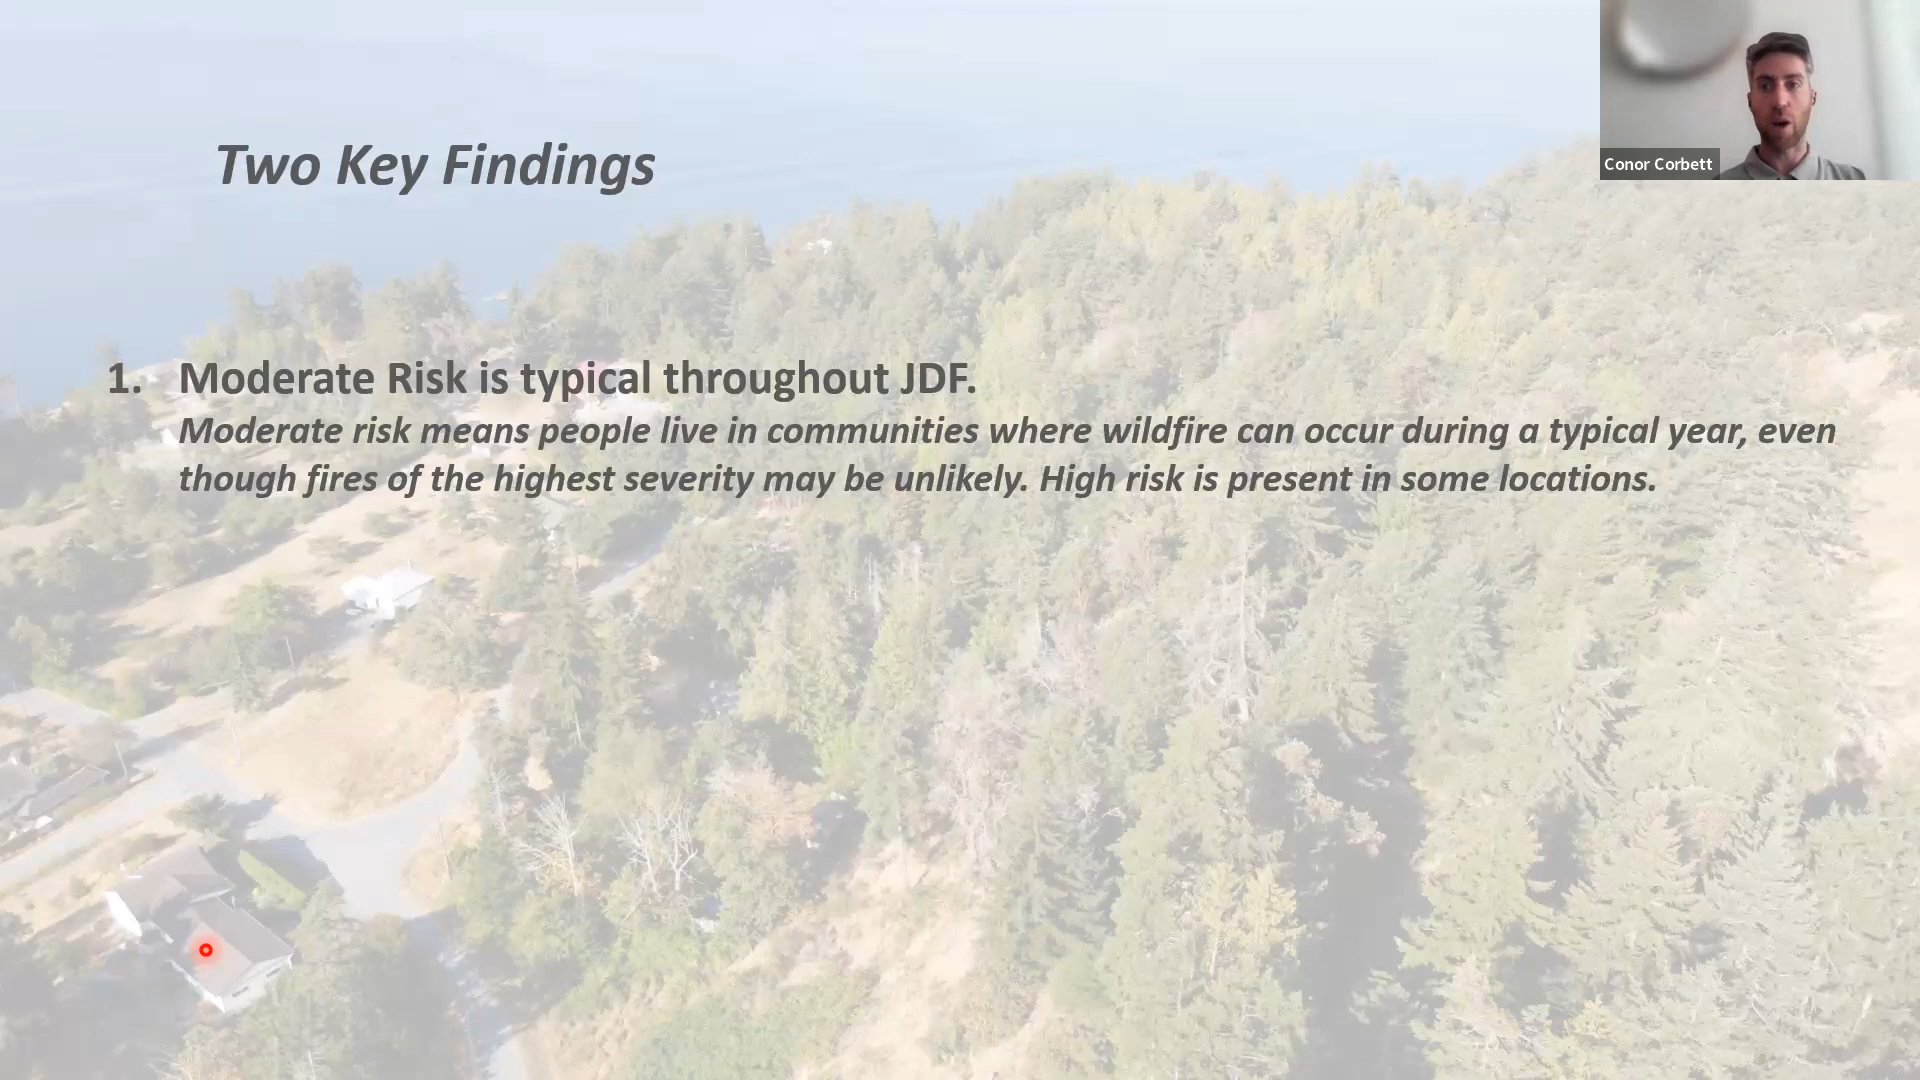 Conor Corbett
Two Key Findings
1. Moderate Risk is typical throughout JDF.
Moderate risk means people live in communities where wildfire can occur during a typical year, even
though fires of the highest severity may be unlikely. High risk is present in some locations.